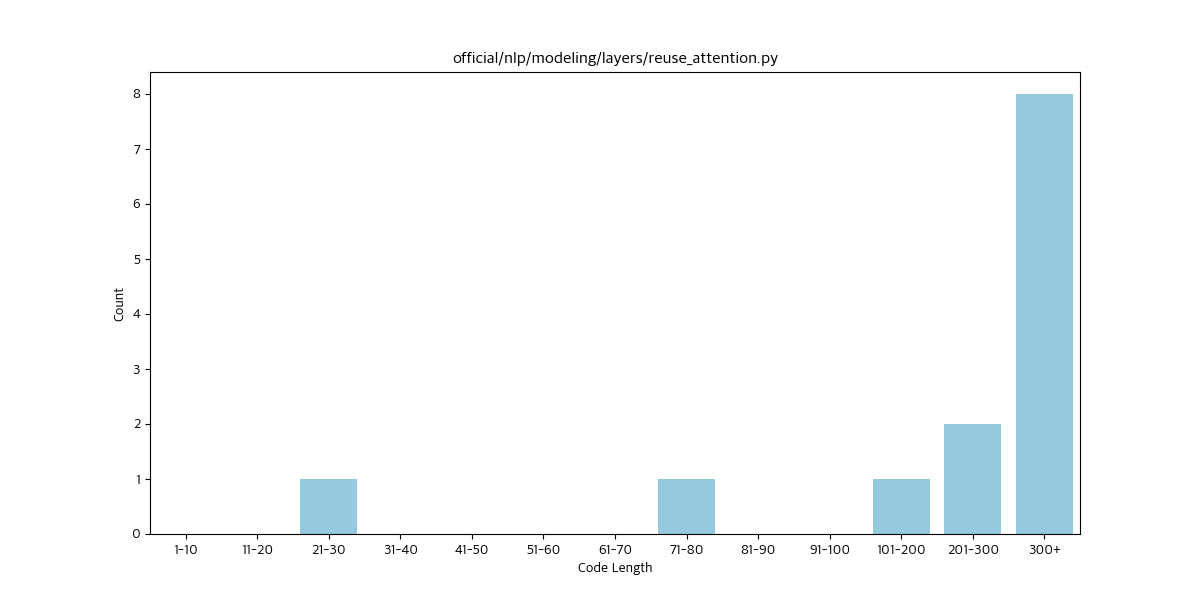 official/nlp/modeling/layers/reuse_attention.py
Count
8
7
6
5
4
3
2
1
0
1-10 11-20 21-30 31-40 41-50 51-60 61-70 71-80 81-90 91-100 101-200 201-300 300+
Code Length